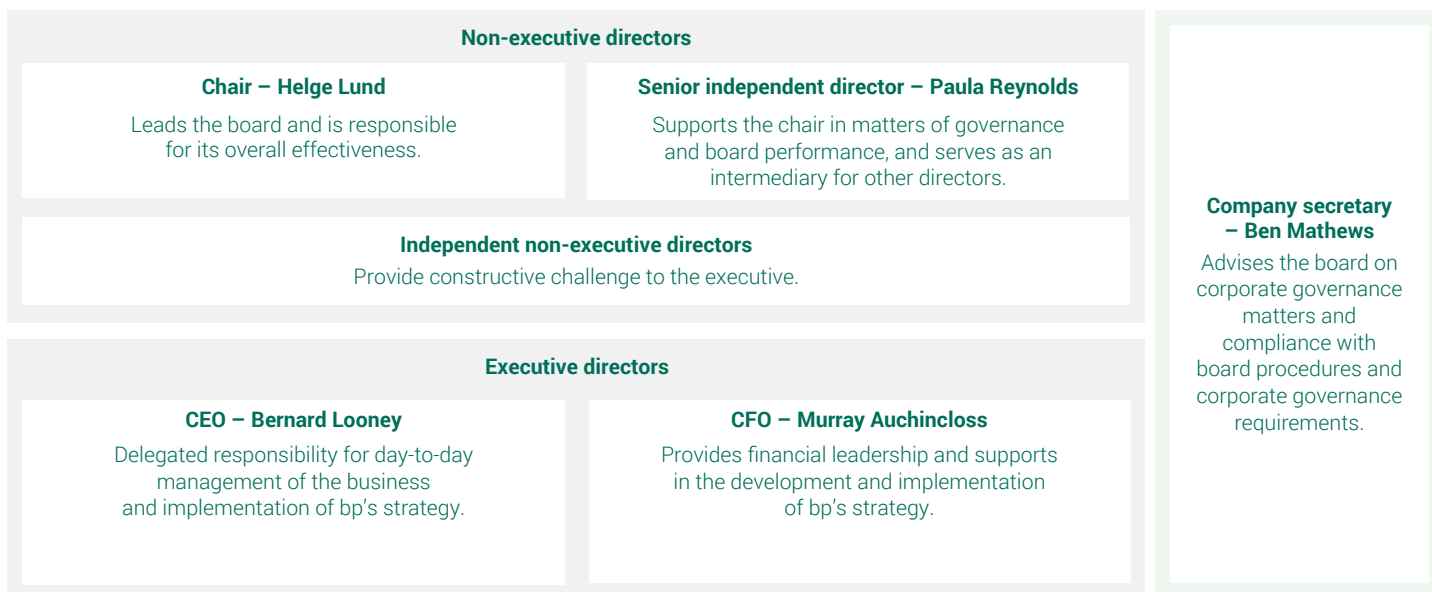 Non-executive directors
Chair – Helge Lund
Leads the board and is responsible
for its overall effectiveness.
Senior independent director – Paula Reynolds
Supports the chair in matters of governance
and board performance, and serves as an
intermediary for other directors.
Independent non-executive directors
Provide constructive challenge to the executive.
Executive directors
CEO – Bernard Looney
Delegated responsibility for day-to-day
management of the business
and implementation of bp’s strategy.
CFO – Murray Auchincloss
Provides financial leadership and supports
in the development and implementation
of bp’s strategy.
Company secretary
– Ben Mathews
Advises the board on
corporate governance
matters and
compliance with
board procedures and
corporate governance
requirements.